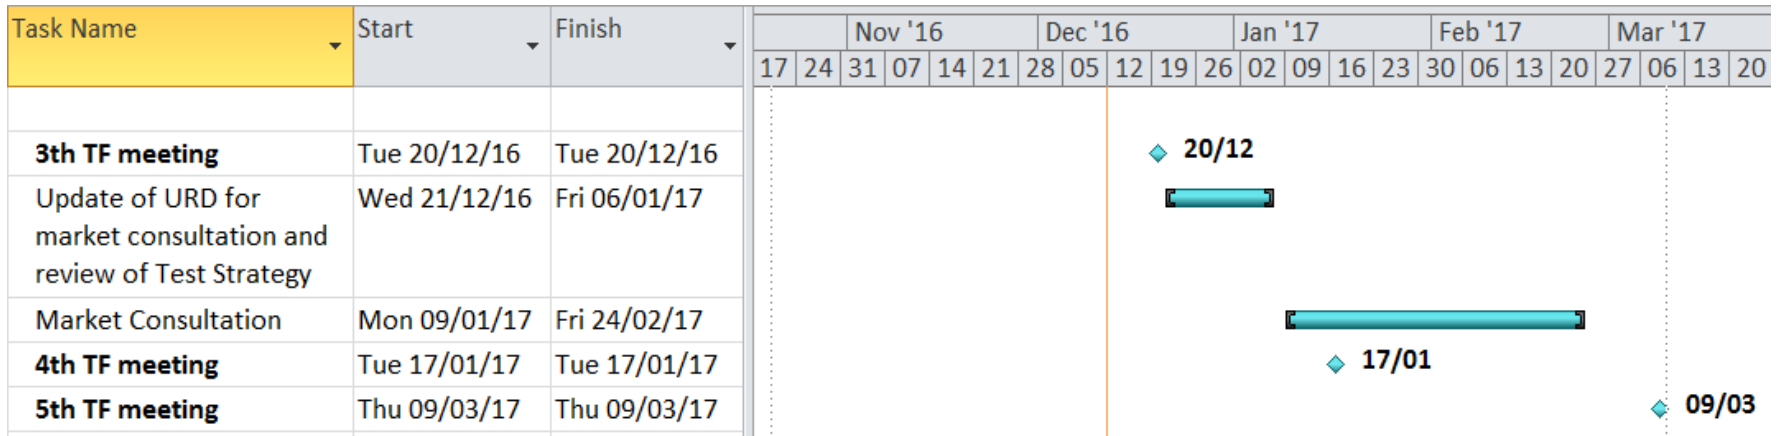 Task Name Start Finish Nov '16 Dec '16 Jan '17 Feb '17 Mar '17
17 24 31 07 14 21 28 05 12 19 26 02 09 16 23 30 06 13 20 27 06 13 20
3th TF meeting Tue 20/12/16 Tue 20/12/16 20/12
Update of URD for Wed 21/12/16 Fri 06/01/17
market consultation and
review of Test Strategy
Market Consultation Mon 09/01/17 Fri 24/02/17
4th TF meeting Tue 17/01/17 Tue 17/01/17 17/01
5th TF meeting Thu 09/03/17 Thu 09/03/17 09/03